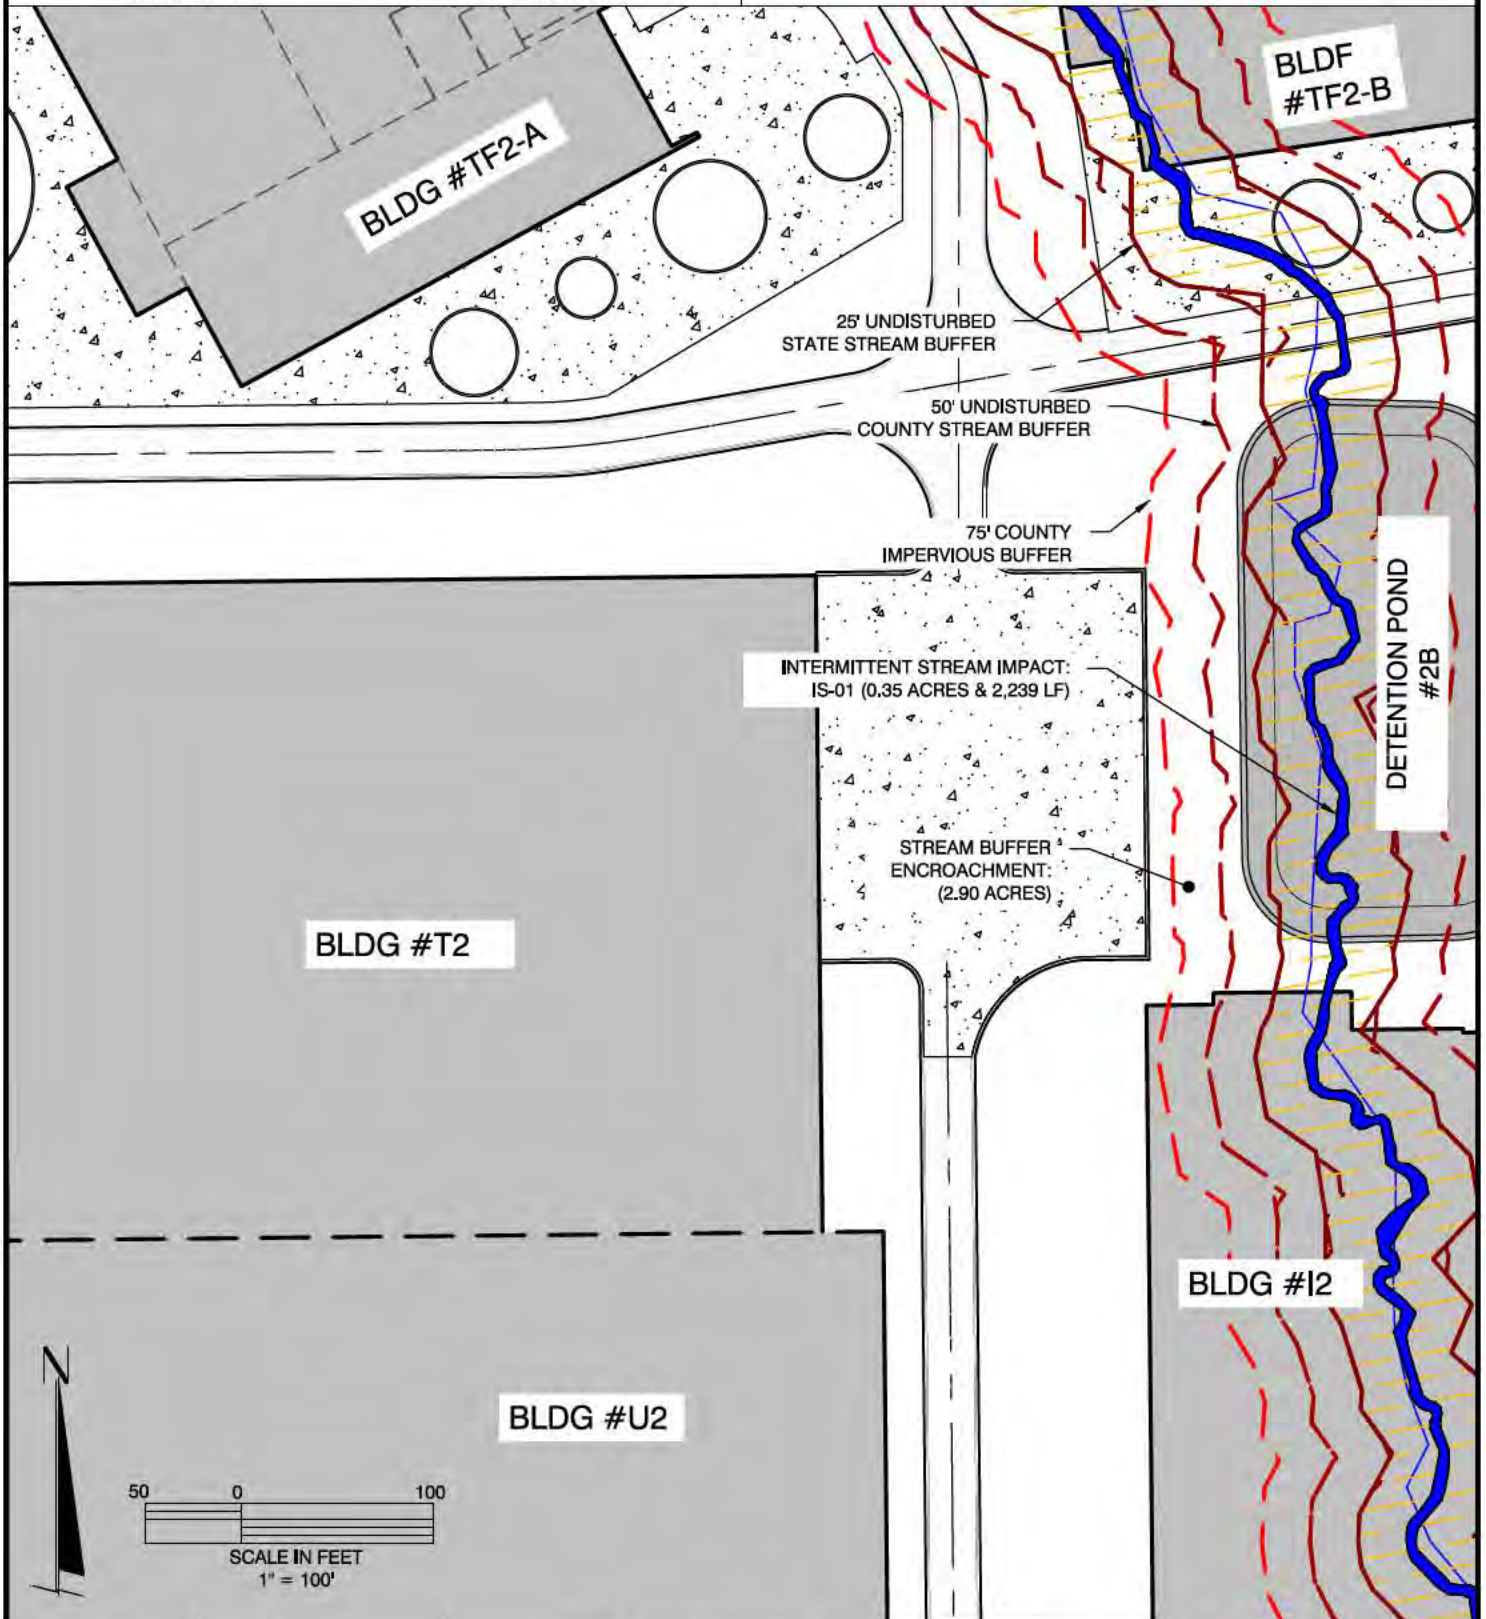 BLDF
#TF2-B
BLDG #TF2-A
25' UNDISTURBED
STATE STREAM BUFFER
50' UNDISTURBED
COUNTY STREAM BUFFER
75' COUNTY
IMPERVIOUS BUFFER
DETENTION POND
#2B
INTERMITTENT STREAM IMPACT:
IS-01 (0.35 ACRES & 2,239 LF)
STREAM BUFFER
ENCROACHMENT:
(2.90 ACRES)
BLDG #T2
BLDG #I2
BLDG #U2
N
50 0 100
SCALE IN FEET
1" = 100'